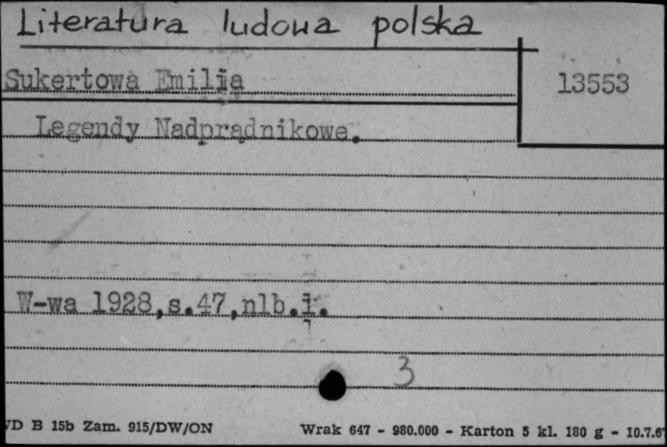 Literatura ludowa polska
Sukertowa Emilia
13553
Legendy Nadprądnikowe.
W-wa 1928,s.47,nlb.1.
3
VD B 15b Zam. 915/DW/ON
Wrak 647 - 980.000 - Karton 5 kl. 180 g - 10.7.6